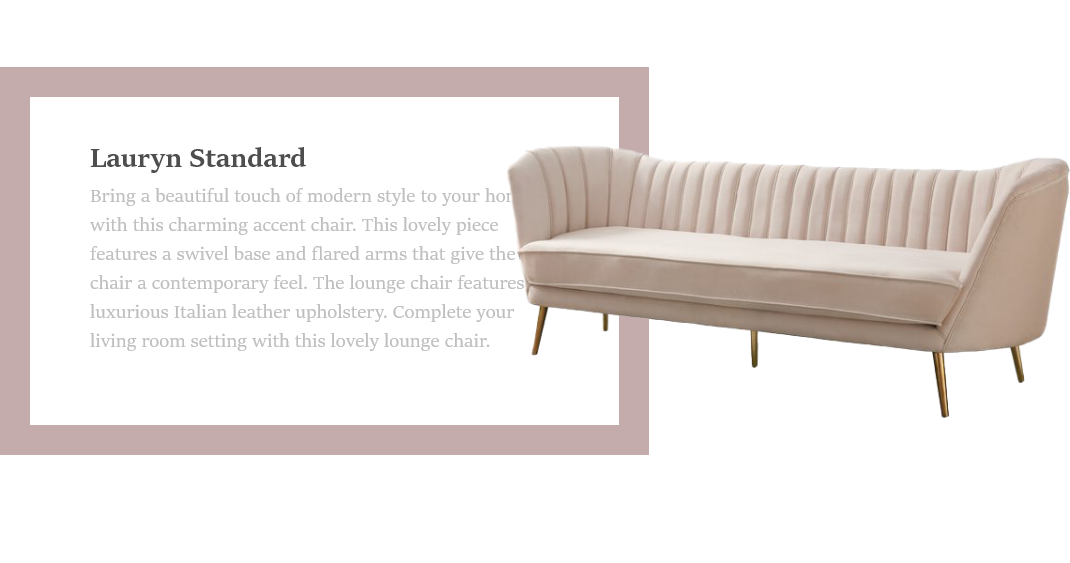 Lauryn Standard
Bring a beautiful touch of modern style to your
with this charming accent chair. This lovely piece
features a swivel base and flared arms that give the
chair a contemporary feel. The lounge chair features
luxurious Italian leather upholstery. Complete your
living room setting with this lovely lounge chair.